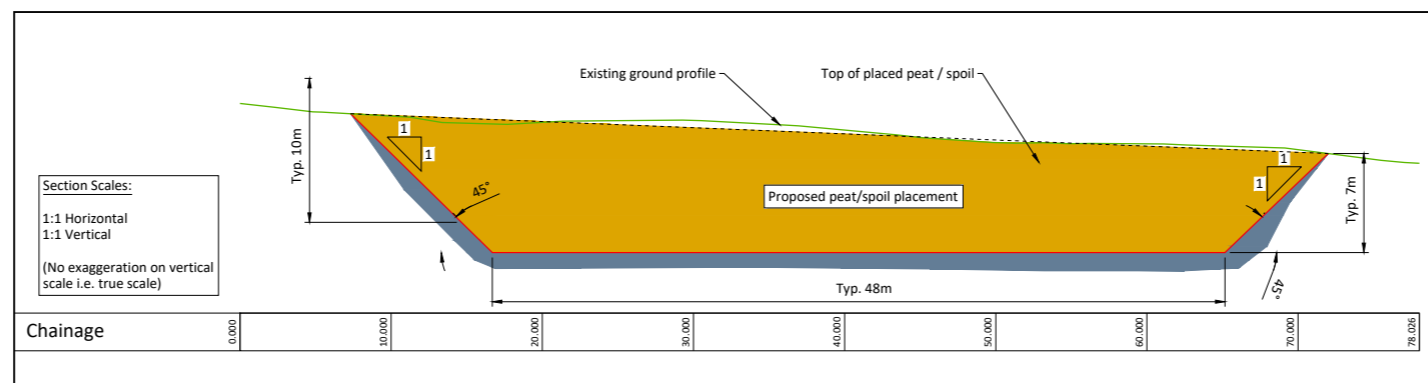 Existing ground profile
Top of placed peat / spoil
Typ. 10m
1
1
45°
Section Scales:
1:1 Horizontal
1:1 Vertical
(No exaggeration on vertical
scale i.e. true scale)
Proposed peat/spoil placement
1
1
Typ. 7m
Typ. 48m
45°
Chainage
0.000
10.000
20.000
30.000
40.000
50.000
60.000
70.000
78.026